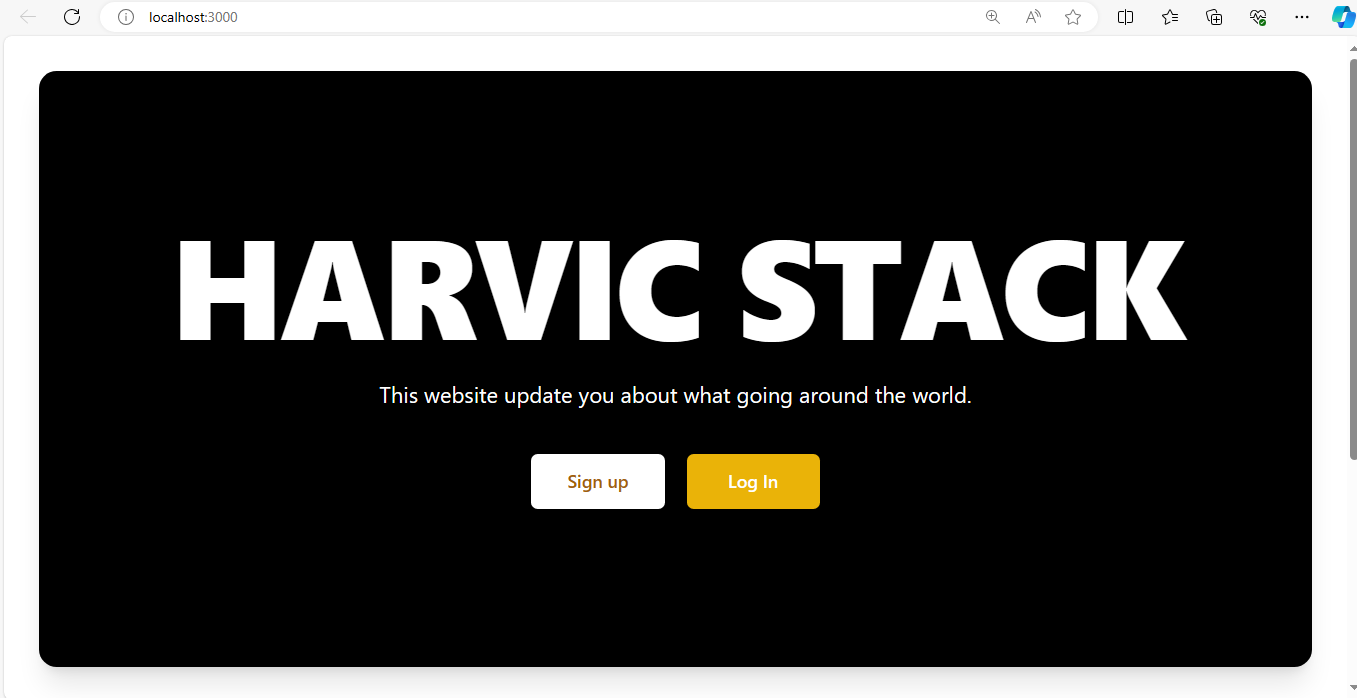 localhost:3000
HARVIC STACK
This website update you about what going around the world.
Sign up
Log In